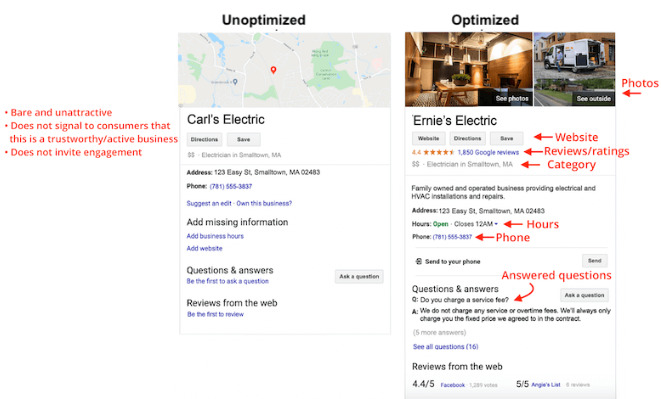 Unoptimized
Carl's Electric
Directions
Save
$$ · Electrician in Smalltown, MA
Address: 123 Easy St, Smalltown, MA 02483
Phone: (781) 555-3837
Suggest an edit · Own this business?
Add missing information
Add business hours
Add website
Questions & answers
Be the first to ask a question
Ask a question
Reviews from the web
Be the first to review
• Bare and unattractive
• Does not signal to consumers that
this is a trustworthy/active business
• Does not invite engagement
Optimized
See photos
See outside
Photos
Ernie's Electric
Website
Directions
Save
Website
4.4
1,850 Google reviews
Reviews/ratings
$$ · Electrician in Smalltown, MA
Category
Family owned and operated business providing electrical and
HVAC installations and repairs.
Address: 123 Easy St, Smalltown, MA 02483
Hours: Open · Closes 12AM
Hours
Phone: (781) 555-3837
Phone
Send to your phone
Send
Answered questions
Questions & answers
Ask a question
Q: Do you charge a service fee?
A: We do not charge any service or overtime fees. We'll always only
charge you the fixed price we agreed to in the contract.
(5 more answers)
See all questions (16)
Reviews from the web
4.4/5 Facebook 1,289 votes
5/5 Angie's List 6 reviews